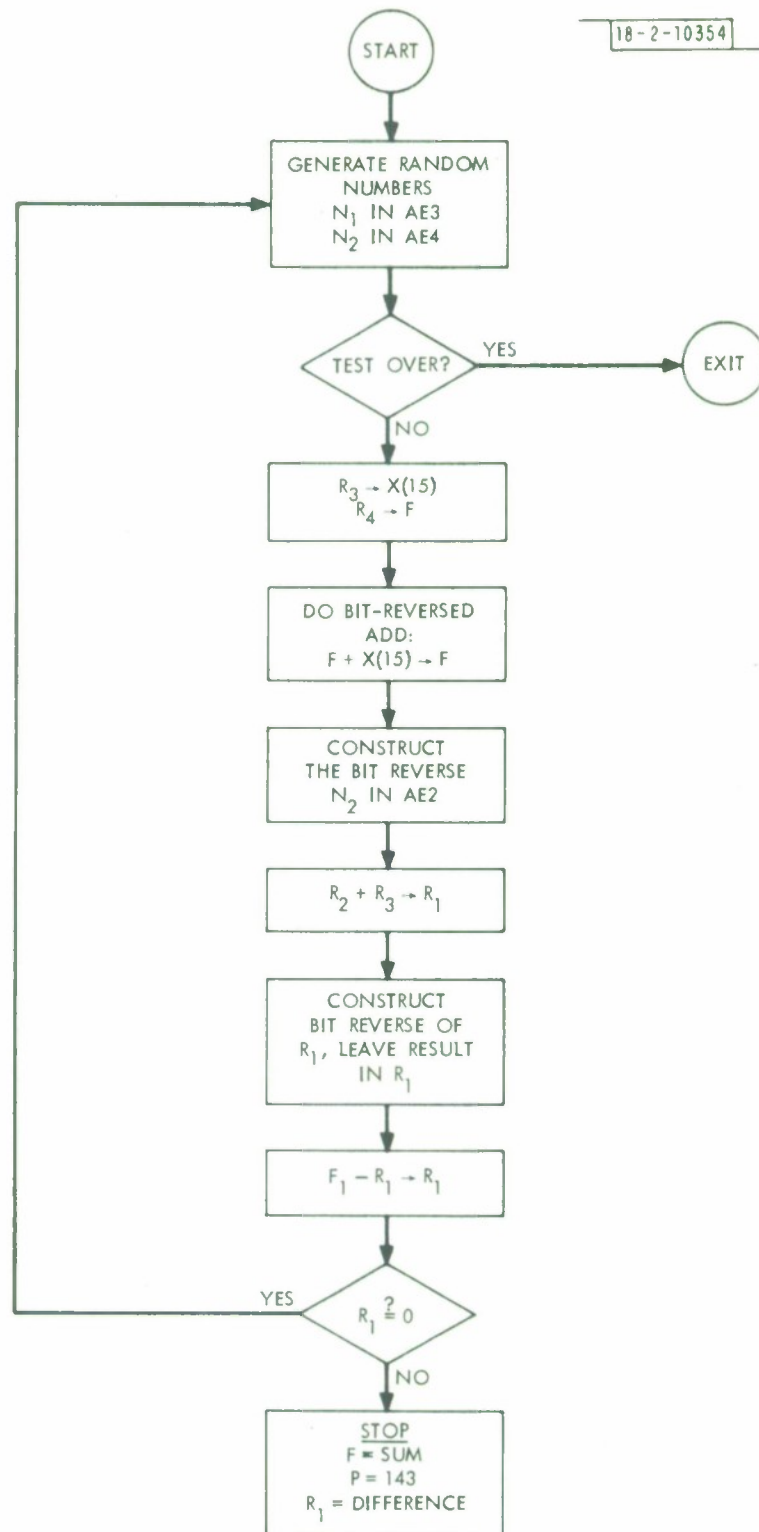 18-2-10354
START
GENERATE RANDOM
NUMBERS
N₁ IN AE3
N₂ IN AE4
TEST OVER?
YES
EXIT
NO
R₃ → X(15)
R₄ → F
DO BIT-REVERSED
ADD:
F + X(15) → F
CONSTRUCT
THE BIT REVERSE
N₂ IN AE2
R₂ + R₃ → R₁
CONSTRUCT
BIT REVERSE OF
R₁, LEAVE RESULT
IN R₁
F₁ − R₁ → R₁
YES
R₁ ≟ 0
NO
STOP
F = SUM
P = 143
R₁ = DIFFERENCE